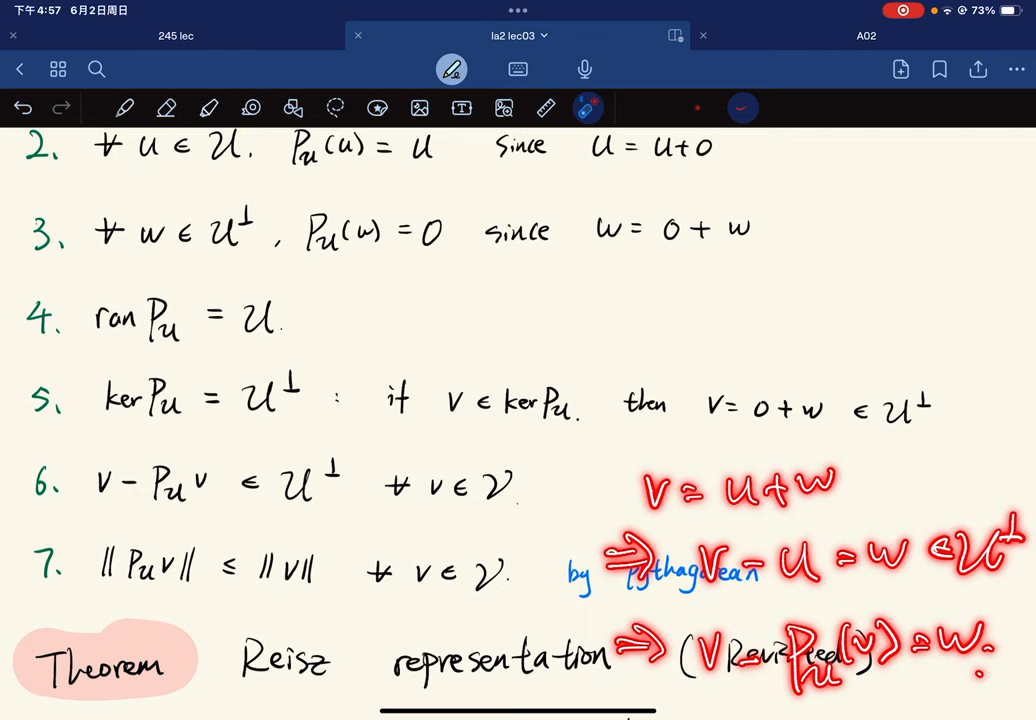 下午4:57 6月2日周日 73%
245 lec la2 lec03 A02
2. ∀ u ∈ 𝒰. P_𝒰(u) = u since u = u+0
3. ∀ w ∈ 𝒰^⊥, P_𝒰(w) = 0 since w = 0 + w
4. ran P_𝒰 = 𝒰.
5. ker P_𝒰 = 𝒰^⊥ : if v ∈ ker P_𝒰. then v = 0 + w ∈ 𝒰^⊥
6. v - P_𝒰 v ∈ 𝒰^⊥ ∀ v ∈ 𝒱.
v = u + w
7. ‖P_𝒰 v‖ ≤ ‖v‖ ∀ v ∈ 𝒱. by pythagorean
⇒ v - u = w ∈ 𝒰^⊥
Theorem Reisz representation (Revisited)
⇒ v - P_𝒰(v) = w.